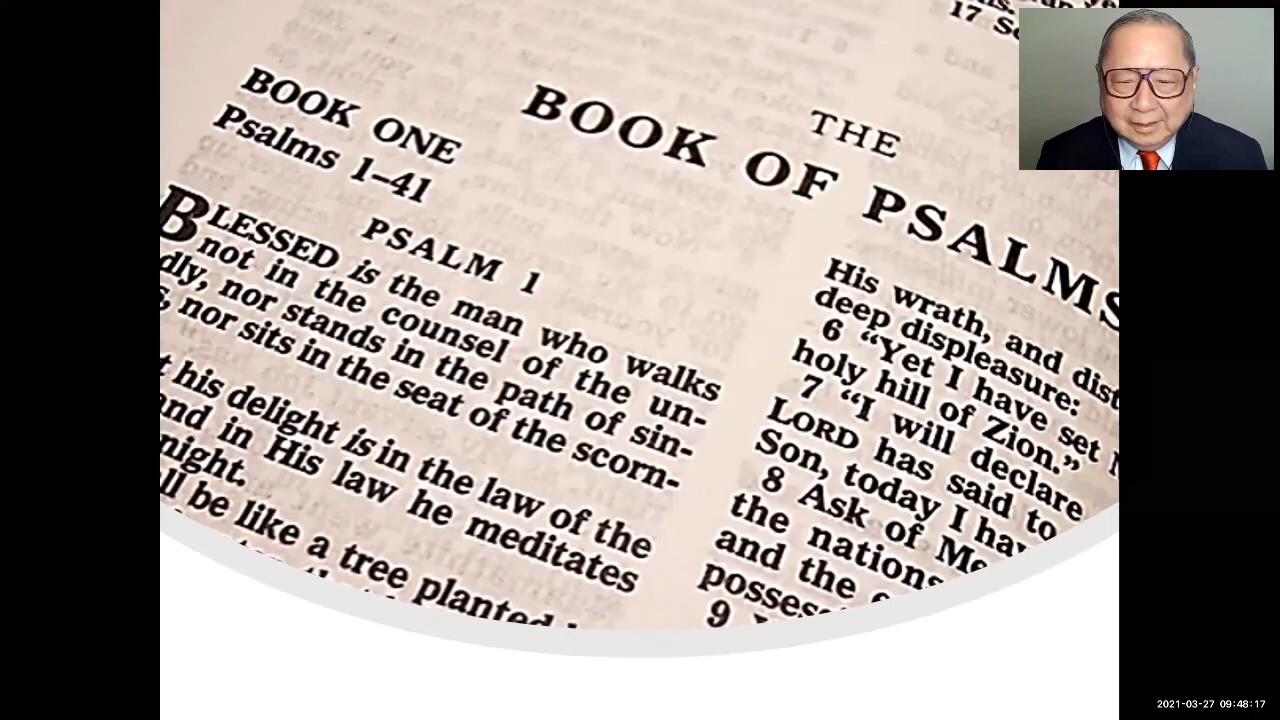 17
THE
BOOK OF PSALMS
BOOK ONE
Psalms 1–41
PSALM 1
BLESSED is the man who walks
not in the counsel of the un-
dly, nor stands in the path of sin-
s, nor sits in the seat of the scorn-
his delight is in the law of the
and in His law he meditates
night.
ll be like a tree planted
His wrath, and dist
deep displeasure:
6 “Yet I have set
holy hill of Zion.”
7 “I will declare
LORD has said to
Son, today I hav
8 Ask of Me
the nations
and the
possess
9
2021-03-27 09:48:17